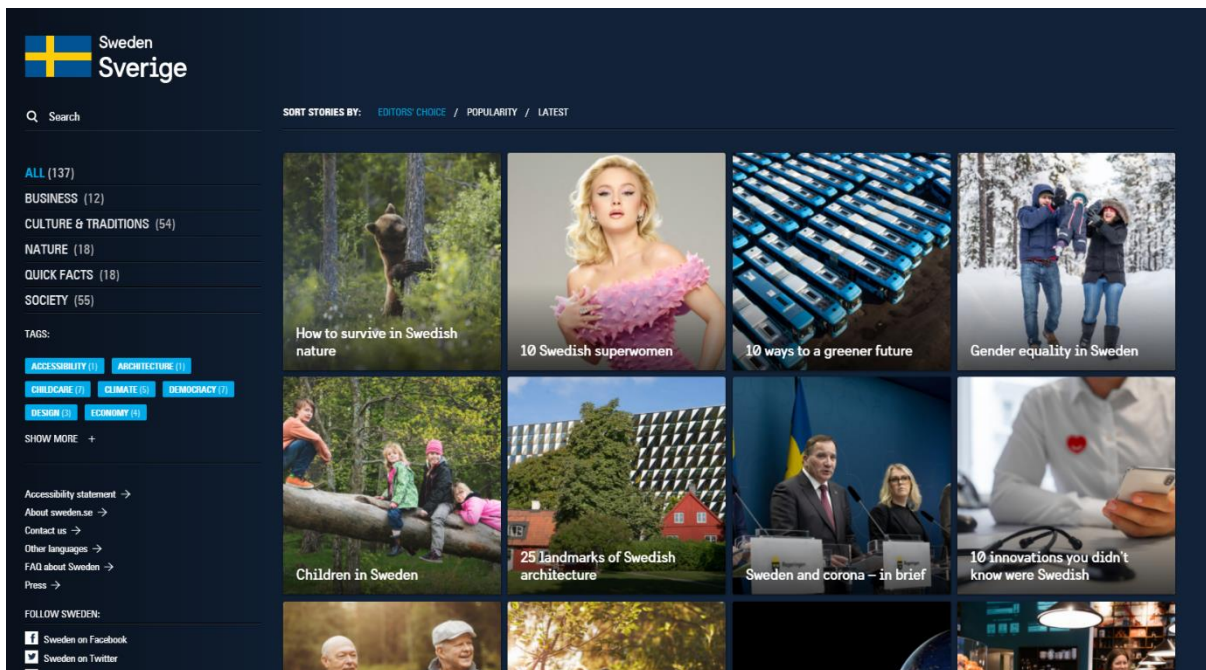 Sweden
Sverige
Search
SORT STORIES BY: EDITORS' CHOICE / POPULARITY / LATEST
ALL (137)
BUSINESS (12)
CULTURE & TRADITIONS (54)
NATURE (18)
QUICK FACTS (18)
SOCIETY (55)
TAGS:
ACCESSIBILITY (1) ARCHITECTURE (1)
CHILDCARE (7) CLIMATE (5) DEMOCRACY (7)
DESIGN (3) ECONOMY (4)
SHOW MORE +
Accessibility statement →
About sweden.se →
Contact us →
Other languages →
FAQ about Sweden →
Press →
FOLLOW SWEDEN:
Sweden on Facebook
Sweden on Twitter
How to survive in Swedish
nature
10 Swedish superwomen
10 ways to a greener future
Gender equality in Sweden
Children in Sweden
25 landmarks of Swedish
architecture
Sweden and corona – in brief
10 innovations you didn't
know were Swedish